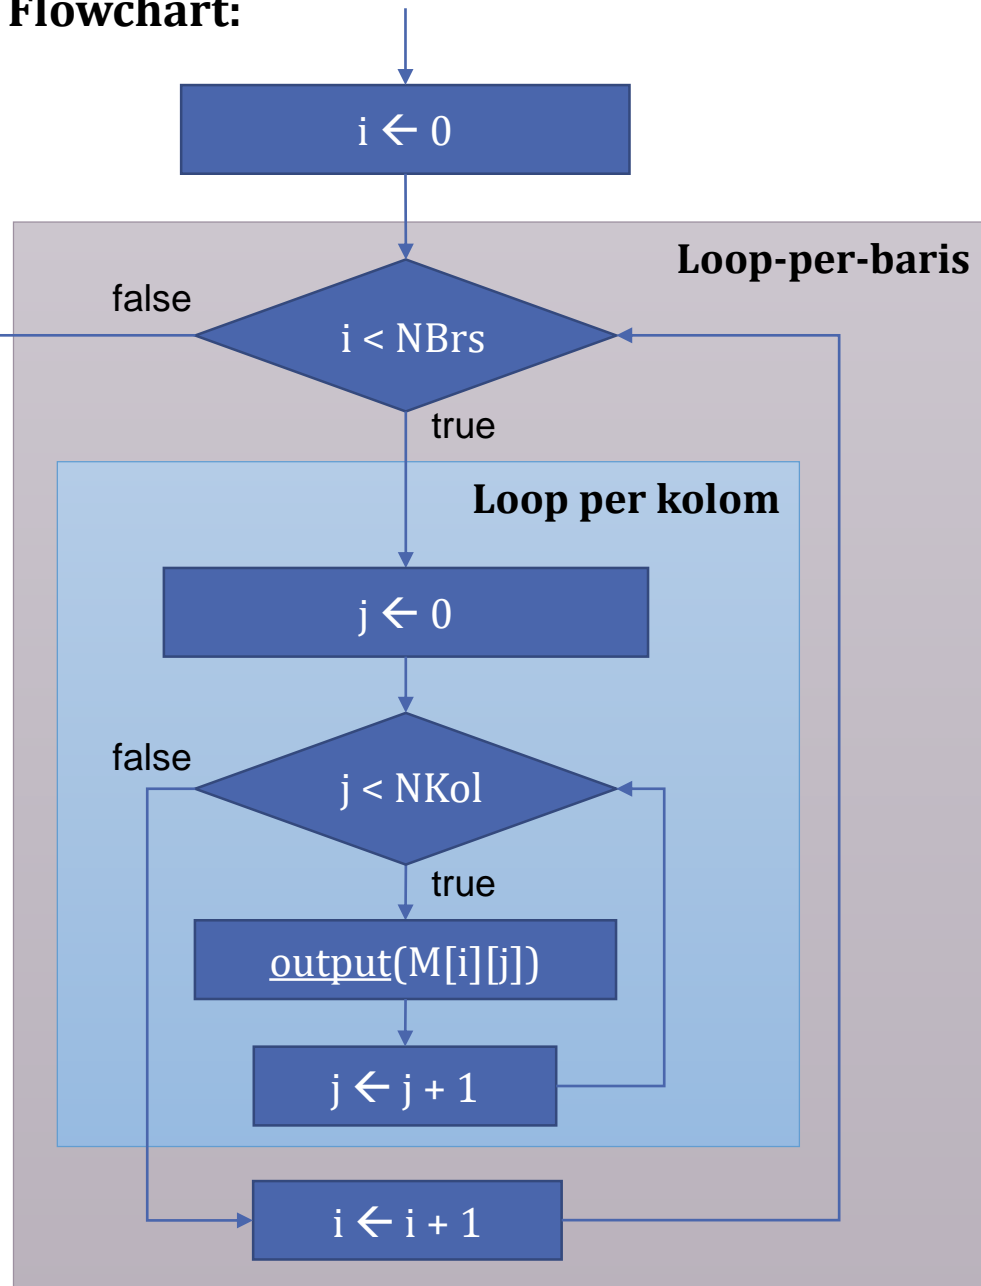 Flowchart:
i ← 0
Loop-per-baris
false
i < NBrs
true
Loop per kolom
j ← 0
false
j < NKol
true
output(M[i][j])
j ← j + 1
i ← i + 1